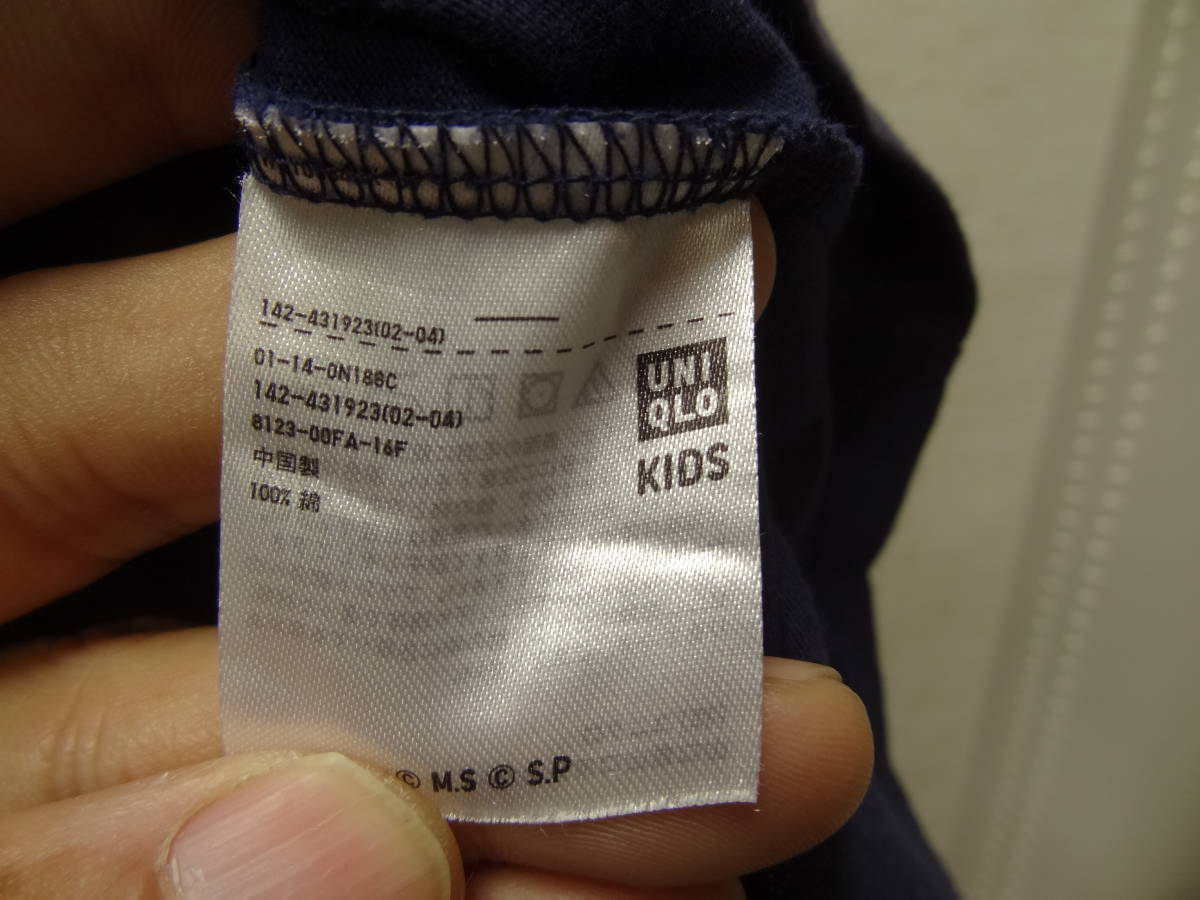 142-431923(02-04)
01-14-0N188C
142-431923(02-04)
8123-00FA-16F
中国製
100% 綿
UNI
QLO
KIDS
© M.S © S.P